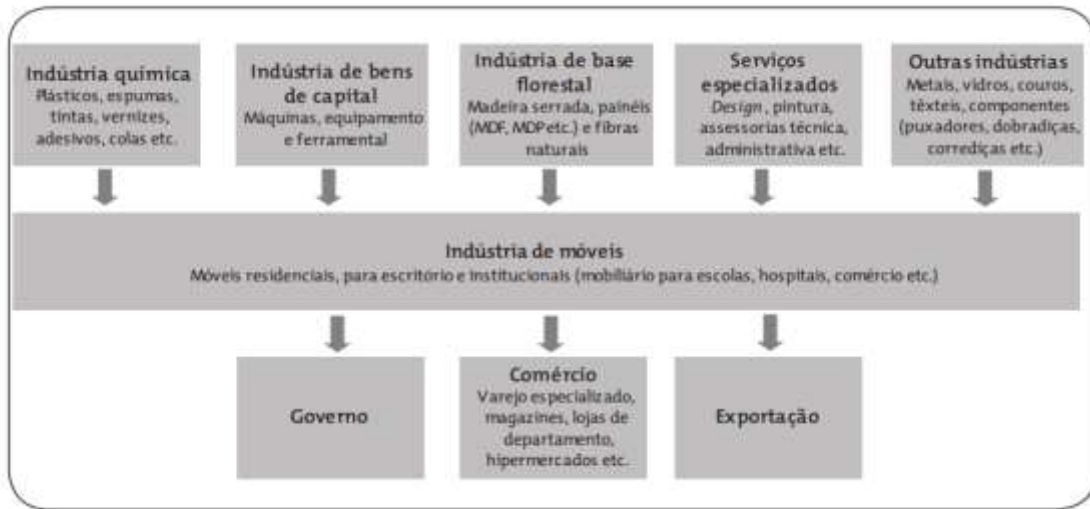 Indústria química
Plásticos, espumas,
tintas, vernizes,
adesivos, colas etc.
Indústria de bens
de capital
Máquinas, equipamento
e ferramental
Indústria de base
florestal
Madeira serrada, painéis
(MDF, MDP etc.) e fibras
naturais
Serviços
especializados
Design, pintura,
assessorias técnica,
administrativa etc.
Outras indústrias
Metais, vidros, couros,
têxteis, componentes
(puxadores, dobradiças,
corrediças etc.)
Indústria de móveis
Móveis residenciais, para escritório e institucionais (mobiliário para escolas, hospitais, comércio etc.)
Governo
Comércio
Varejo especializado,
magazines, lojas de
departamento,
hipermercados etc.
Exportação